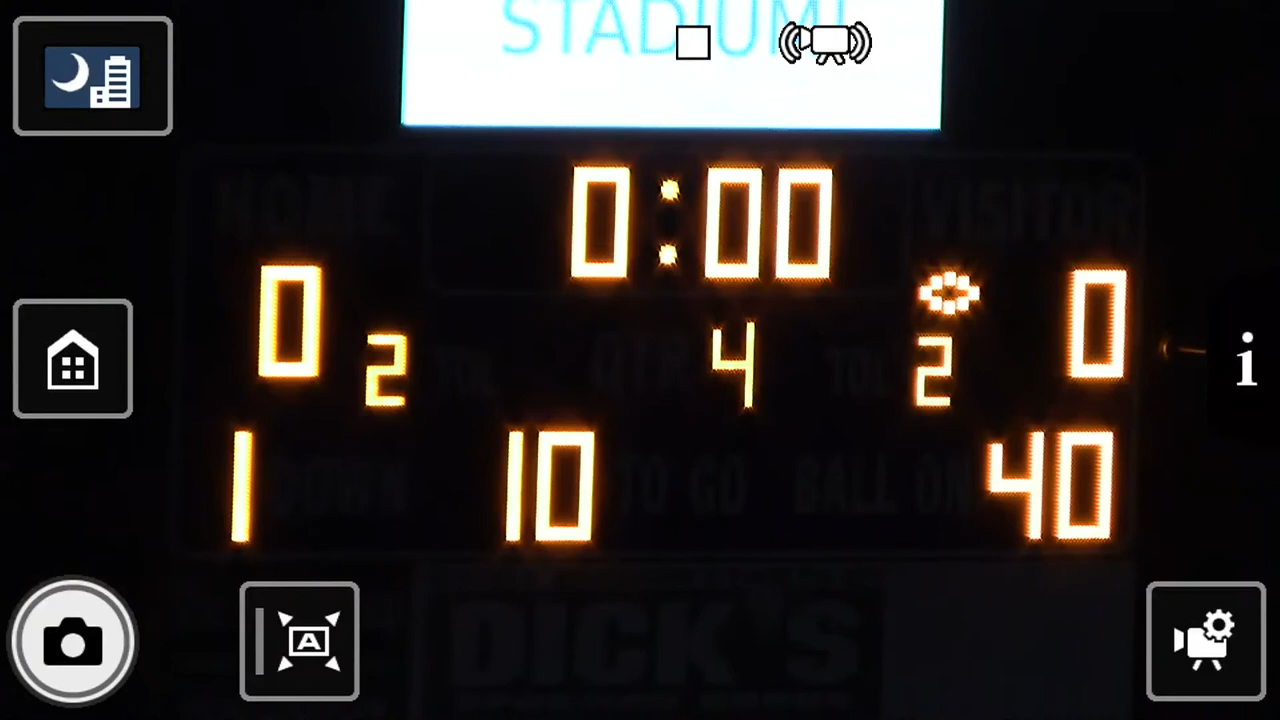 STADIUM!
0:00
HOME
VISITOR
0
0
2
TOL
QTR
4
TOL
2
1
DOWN
10
TO GO
BALL ON
40
DICK'S
A
i